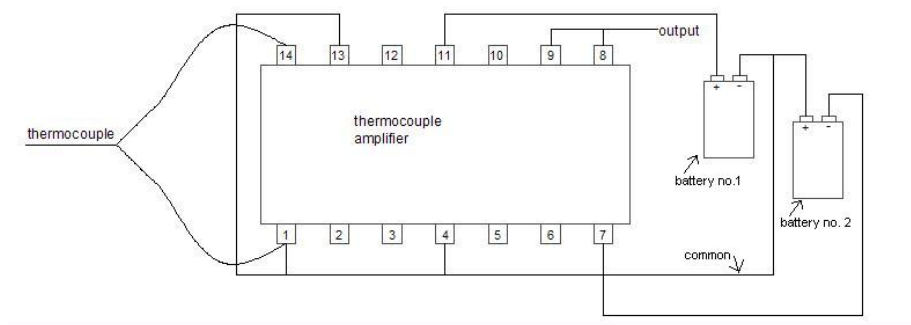 output
14 13 12 11 10 9 8
+ -
thermocouple
amplifier
+ -
thermocouple
battery no.1
battery no. 2
1 2 3 4 5 6 7
common